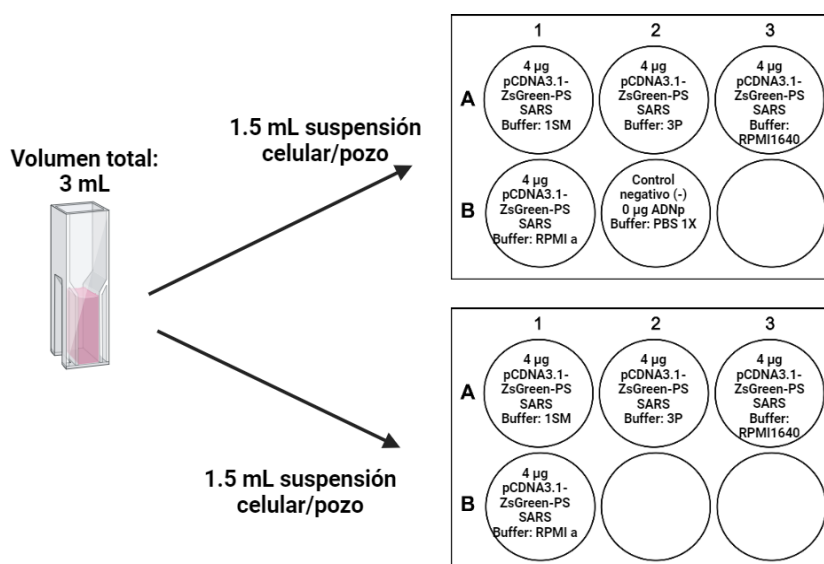 Volumen total:
3 mL
1.5 mL suspensión
celular/pozo
1 2 3
A
4 µg
pCDNA3.1-
ZsGreen-PS
SARS
Buffer: 1SM
4 µg
pCDNA3.1-
ZsGreen-PS
SARS
Buffer: 3P
4 µg
pCDNA3.1-
ZsGreen-PS
SARS
Buffer:
RPMI1640
B
4 µg
pCDNA3.1-
ZsGreen-PS
SARS
Buffer: RPMI a
Control
negativo (-)
0 µg ADNp
Buffer: PBS 1X
1.5 mL suspensión
celular/pozo
1 2 3
A
4 µg
pCDNA3.1-
ZsGreen-PS
SARS
Buffer: 1SM
4 µg
pCDNA3.1-
ZsGreen-PS
SARS
Buffer: 3P
4 µg
pCDNA3.1-
ZsGreen-PS
SARS
Buffer:
RPMI1640
B
4 µg
pCDNA3.1-
ZsGreen-PS
SARS
Buffer: RPMI a